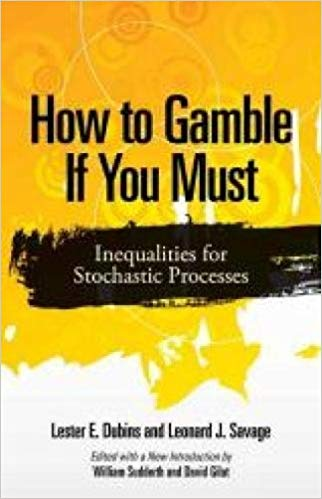 How to Gamble
If You Must
Inequalities for
Stochastic Processes
Lester E. Dubins and Leonard J. Savage
Edited with a New Introduction by
William Sudderth and David Gilat